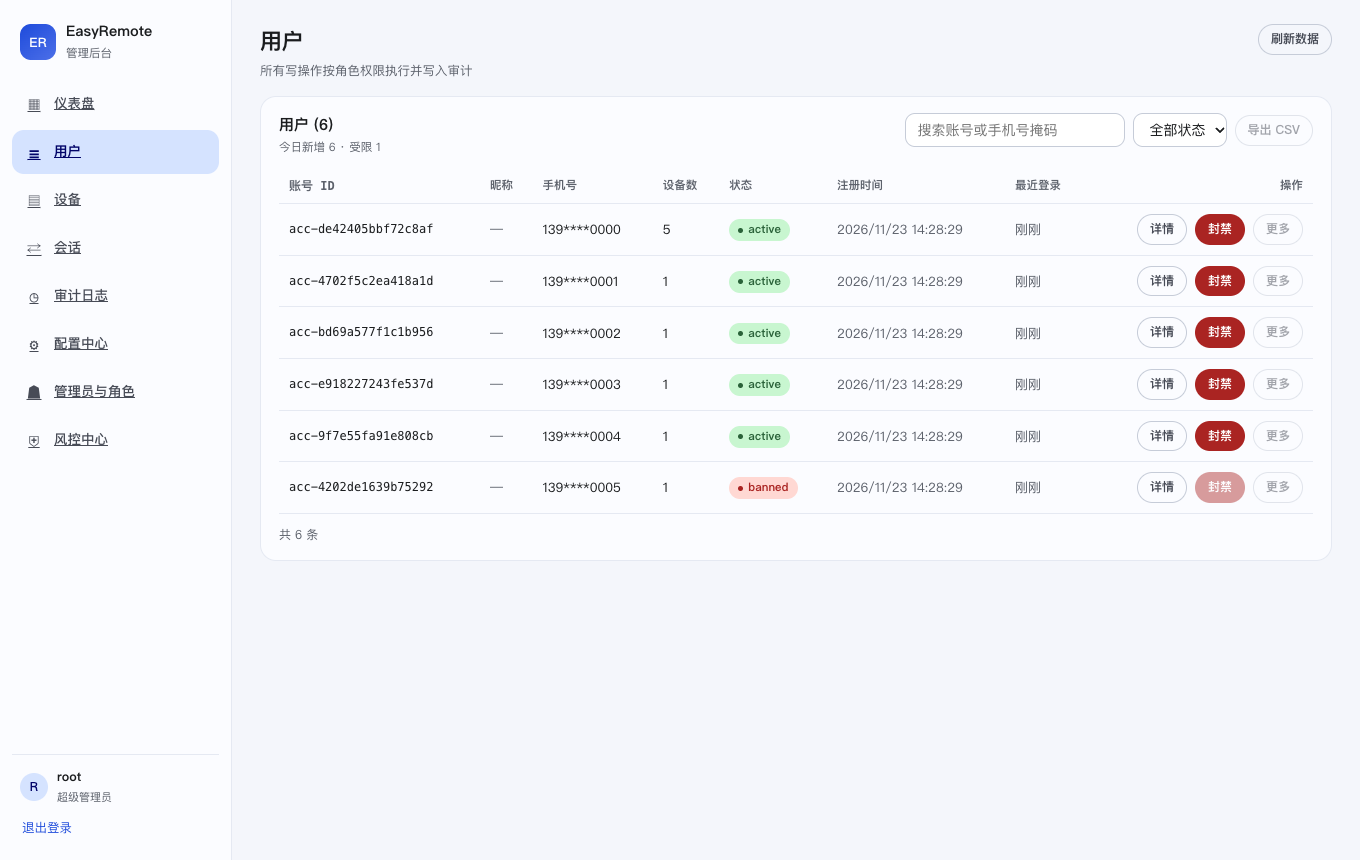 ER
EasyRemote
管理后台
仪表盘
用户
设备
会话
审计日志
配置中心
管理员与角色
风控中心
R
root
超级管理员
退出登录
用户
所有写操作按角色权限执行并写入审计
刷新数据
用户 (6)
今日新增 6 · 受限 1
搜索账号或手机号掩码 全部状态 导出 CSV
账号 ID 昵称 手机号 设备数 状态 注册时间 最近登录 操作
acc-de42405bbf72c8af — 139****0000 5 active 2026/11/23 14:28:29 刚刚 详情 封禁 更多
acc-4702f5c2ea418a1d — 139****0001 1 active 2026/11/23 14:28:29 刚刚 详情 封禁 更多
acc-bd69a577f1c1b956 — 139****0002 1 active 2026/11/23 14:28:29 刚刚 详情 封禁 更多
acc-e918227243fe537d — 139****0003 1 active 2026/11/23 14:28:29 刚刚 详情 封禁 更多
acc-9f7e55fa91e808cb — 139****0004 1 active 2026/11/23 14:28:29 刚刚 详情 封禁 更多
acc-4202de1639b75292 — 139****0005 1 banned 2026/11/23 14:28:29 刚刚 详情 封禁 更多
共 6 条